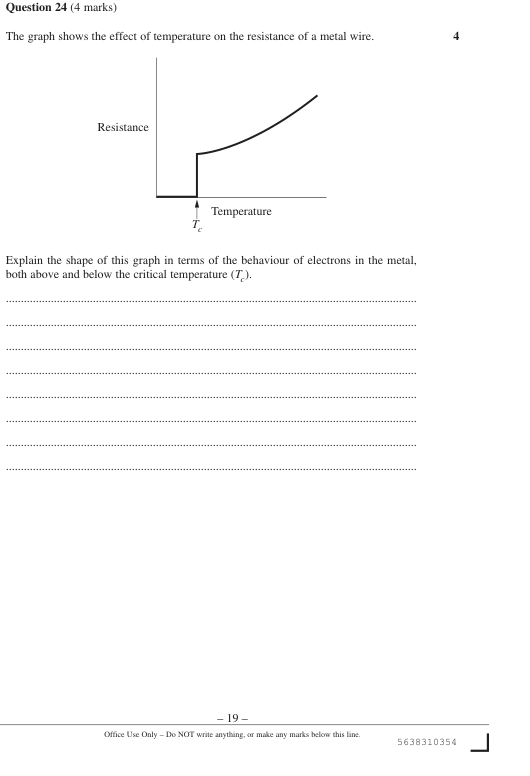 Question 24 (4 marks)
The graph shows the effect of temperature on the resistance of a metal wire. 4
Resistance
Temperature
Tc
Explain the shape of this graph in terms of the behaviour of electrons in the metal,
both above and below the critical temperature (Tc).
– 19 –
Office Use Only – Do NOT write anything, or make any marks below this line.
5638310354